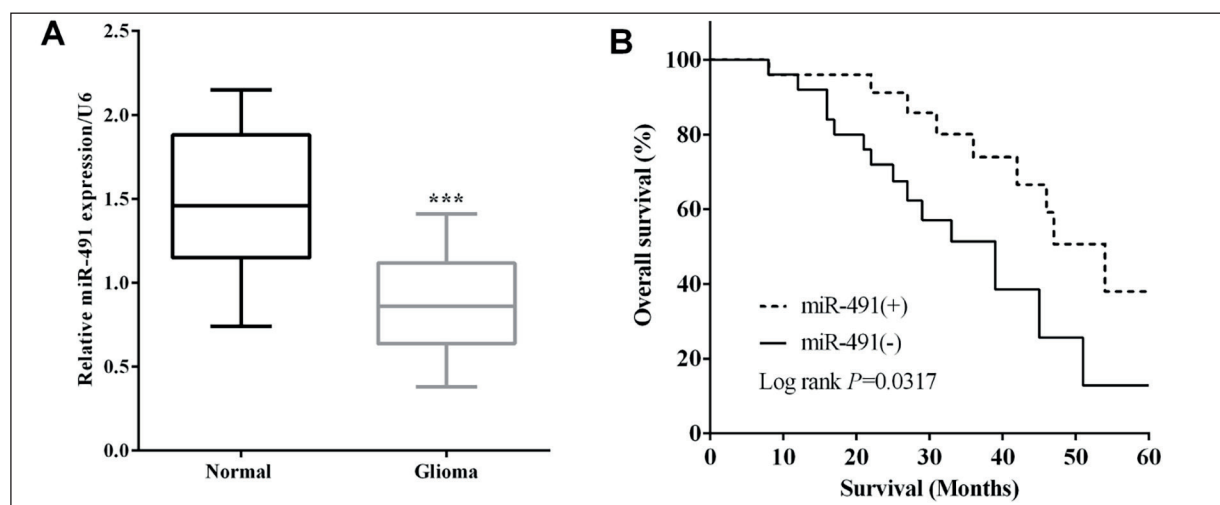 A
Relative miR-491 expression/U6
2.5
2.0
1.5
1.0
0.5
0.0
***
Normal
Glioma
B
Overall survival (%)
100
80
60
40
20
0
miR-491(+)
miR-491(-)
Log rank P=0.0317
0 10 20 30 40 50 60
Survival (Months)